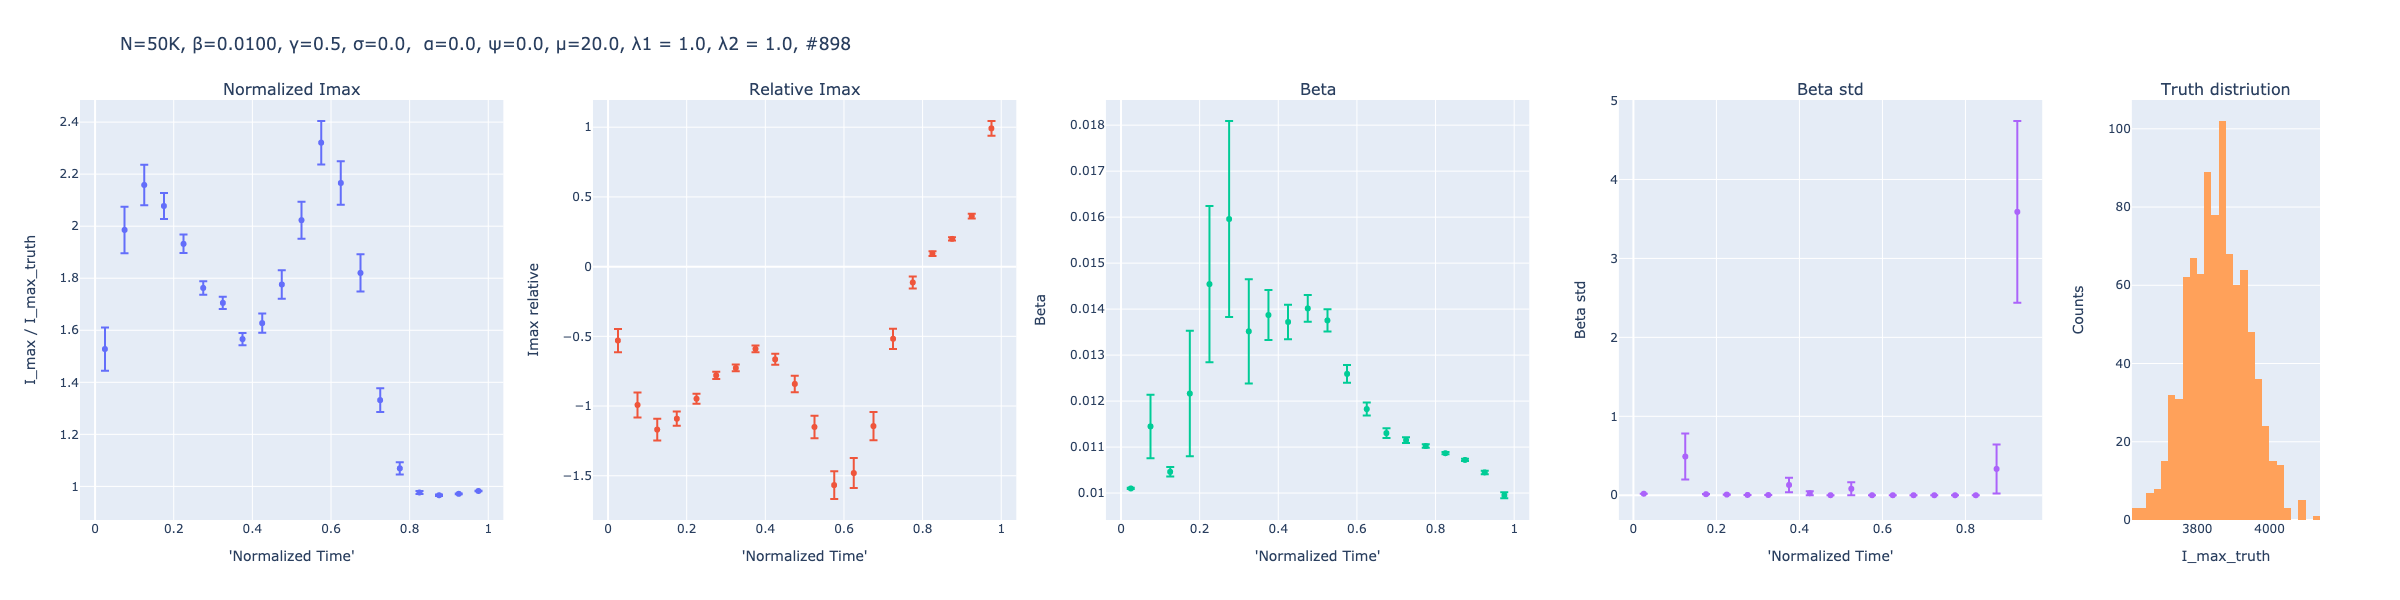 N=50K, β=0.0100, γ=0.5, σ=0.0,  α=0.0, ψ=0.0, μ=20.0, λ1 = 1.0, λ2 = 1.0, #898
Normalized Imax
I_max / I_max_truth
2.4
2.2
2
1.8
1.6
1.4
1.2
1
0 0.2 0.4 0.6 0.8 1
'Normalized Time'
Relative Imax
Imax relative
1
0.5
0
−0.5
−1
−1.5
0 0.2 0.4 0.6 0.8 1
'Normalized Time'
Beta
Beta
0.018
0.017
0.016
0.015
0.014
0.013
0.012
0.011
0.01
0 0.2 0.4 0.6 0.8 1
'Normalized Time'
Beta std
Beta std
5
4
3
2
1
0
0 0.2 0.4 0.6 0.8
'Normalized Time'
Truth distriution
Counts
100
80
60
40
20
0
3800 4000
I_max_truth